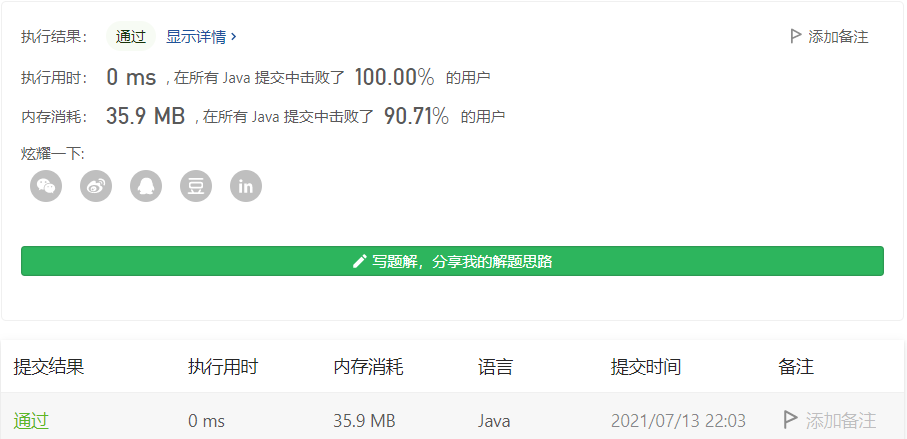 执行结果： 通过 显示详情 › 添加备注
执行用时： 0 ms , 在所有 Java 提交中击败了 100.00% 的用户
内存消耗： 35.9 MB , 在所有 Java 提交中击败了 90.71% 的用户
炫耀一下:
豆 in
写题解，分享我的解题思路
提交结果 执行用时 内存消耗 语言 提交时间 备注
通过 0 ms 35.9 MB Java 2021/07/13 22:03 添加备注